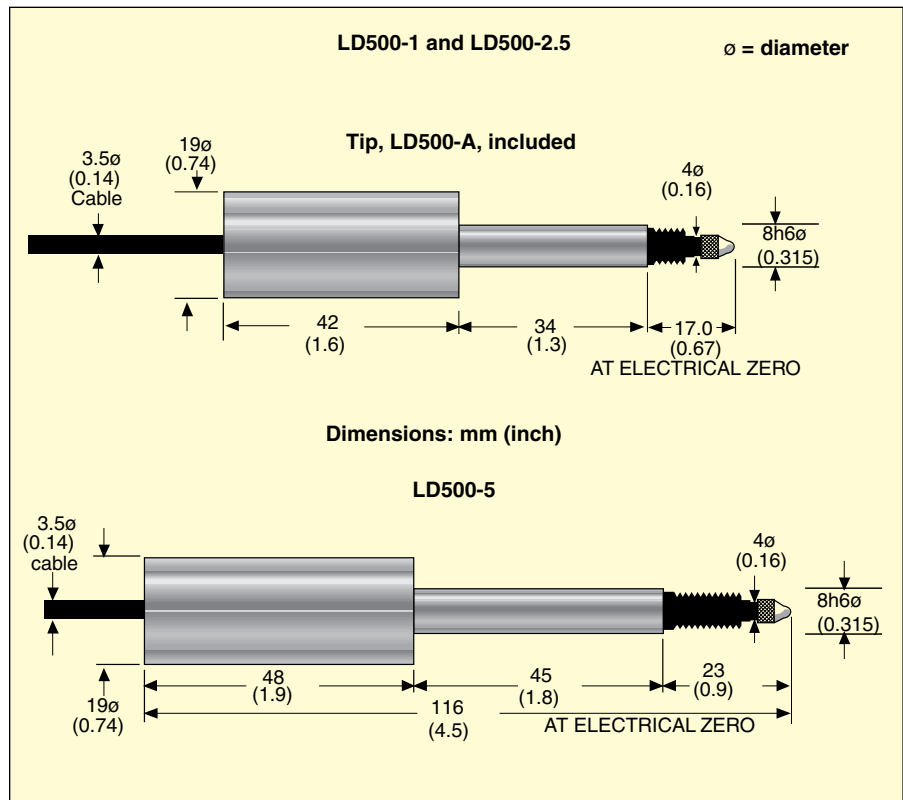 LD500-1 and LD500-2.5
ø = diameter
Tip, LD500-A, included
3.5ø
(0.14)
Cable
19ø
(0.74)
4ø
(0.16)
8h6ø
(0.315)
42
(1.6)
34
(1.3)
17.0
(0.67)
AT ELECTRICAL ZERO
Dimensions: mm (inch)
LD500-5
3.5ø
(0.14)
cable
4ø
(0.16)
8h6ø
(0.315)
19ø
(0.74)
48
(1.9)
45
(1.8)
23
(0.9)
116
(4.5)
AT ELECTRICAL ZERO